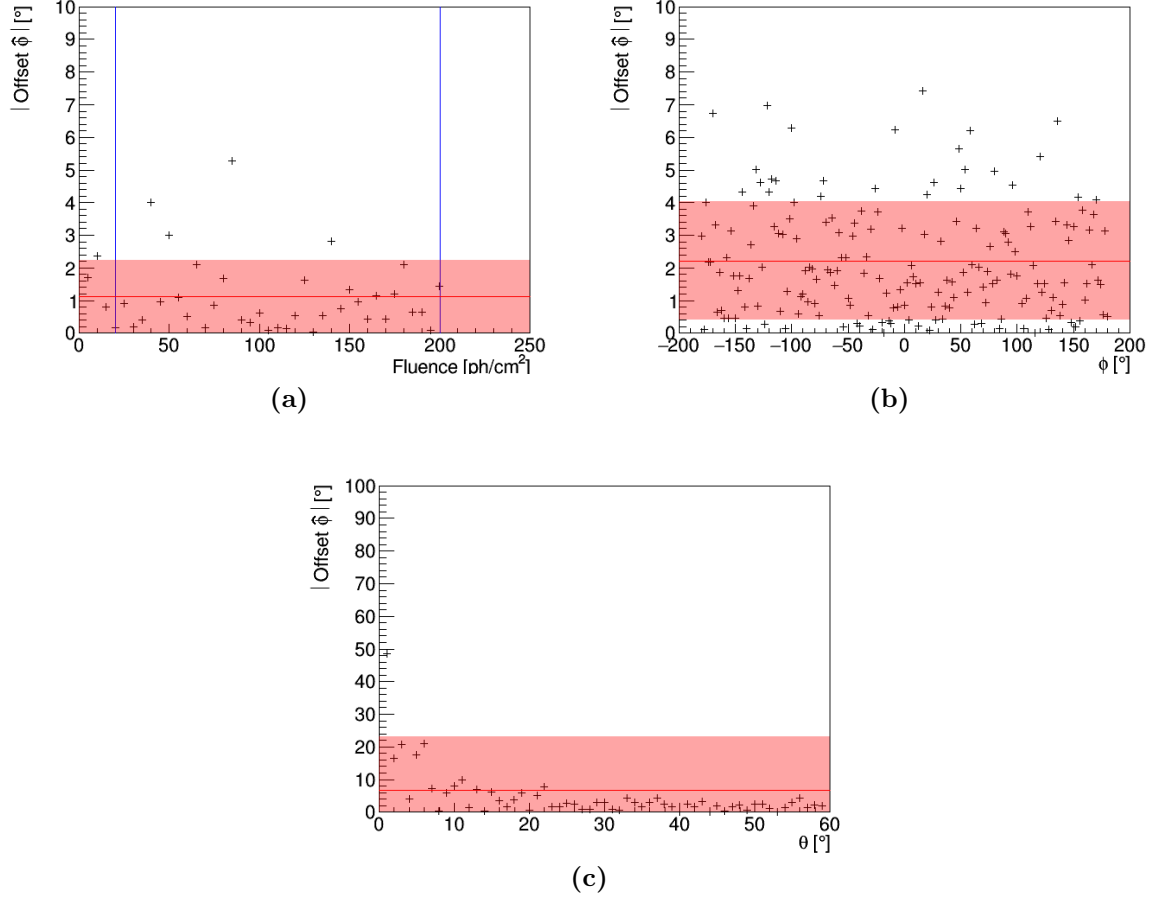 10
9
8
7
6
5
4
3
2
1
0
| Offset φ̂ | [°]
0 50 100 150 200 250
Fluence [ph/cm²]
(a)
10
9
8
7
6
5
4
3
2
1
0
| Offset φ̂ | [°]
−200 −150 −100 −50 0 50 100 150 200
ϕ [°]
(b)
100
90
80
70
60
50
40
30
20
10
0
| Offset φ̂ | [°]
0 10 20 30 40 50 60
θ [°]
(c)